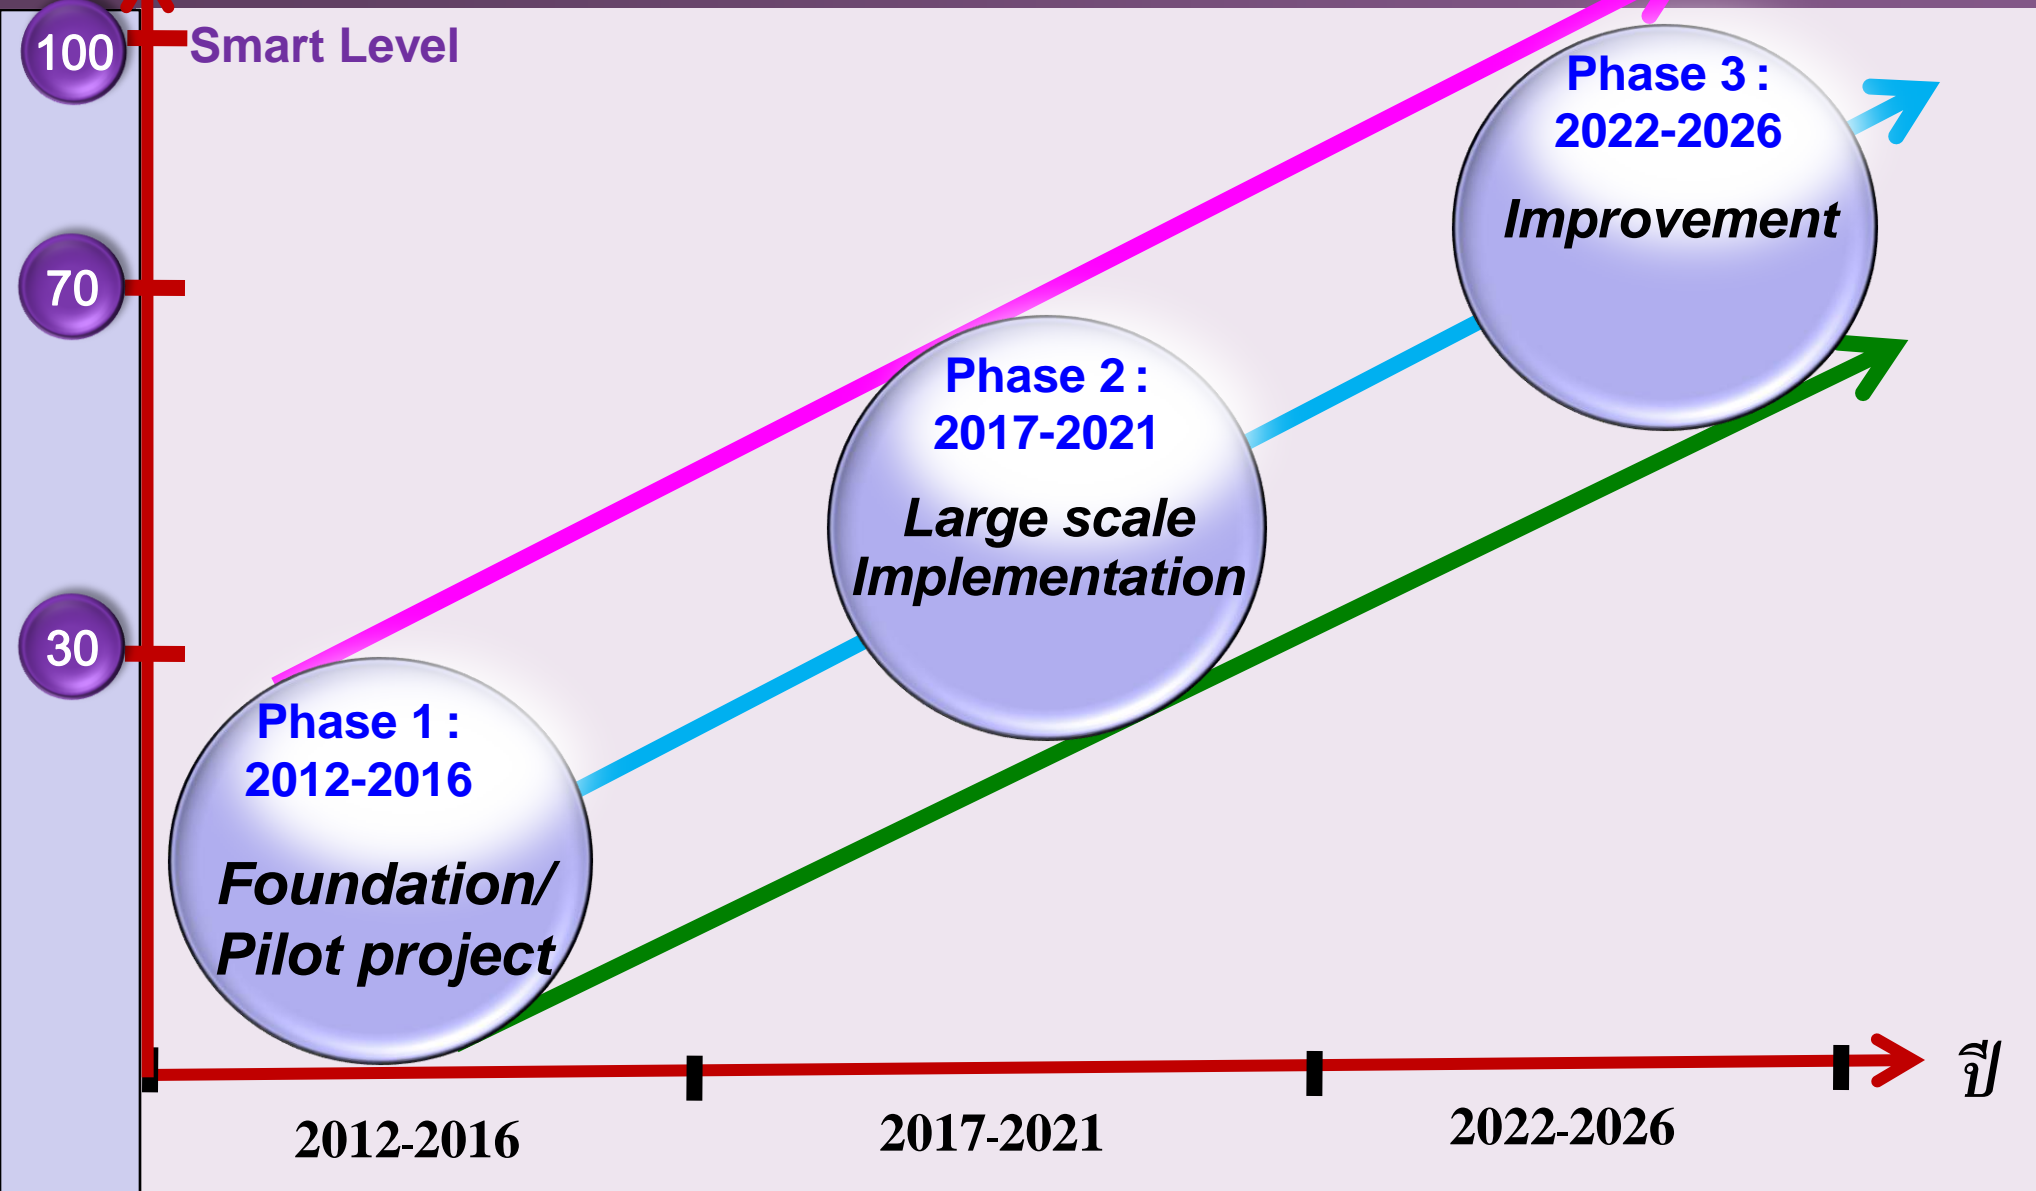 100
Smart Level
70
30
Phase 3 :
2022-2026
Improvement
Phase 2 :
2017-2021
Large scale
Implementation
Phase 1 :
2012-2016
Foundation/
Pilot project
ปี
2012-2016
2017-2021
2022-2026